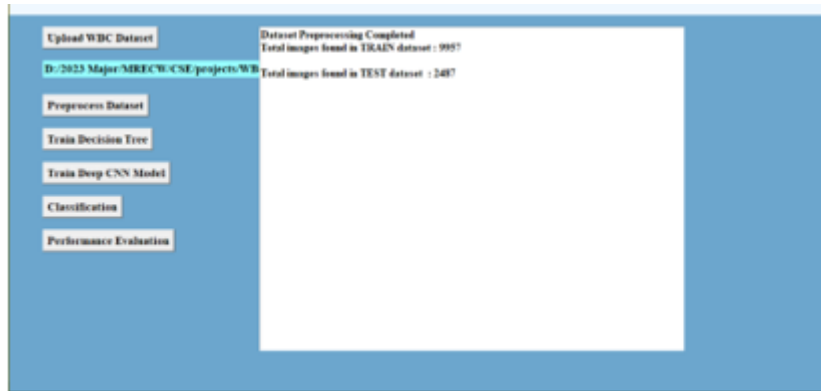 Upload WBC Dataset
D:/2023 Major/MRECW/CSE/projects/WB
Preprocess Dataset
Train Decision Tree
Train Deep CNN Model
Classification
Performance Evaluation
Dataset Preprocessing Completed
Total images found in TRAIN dataset : 9957
Total images found in TEST dataset : 2487